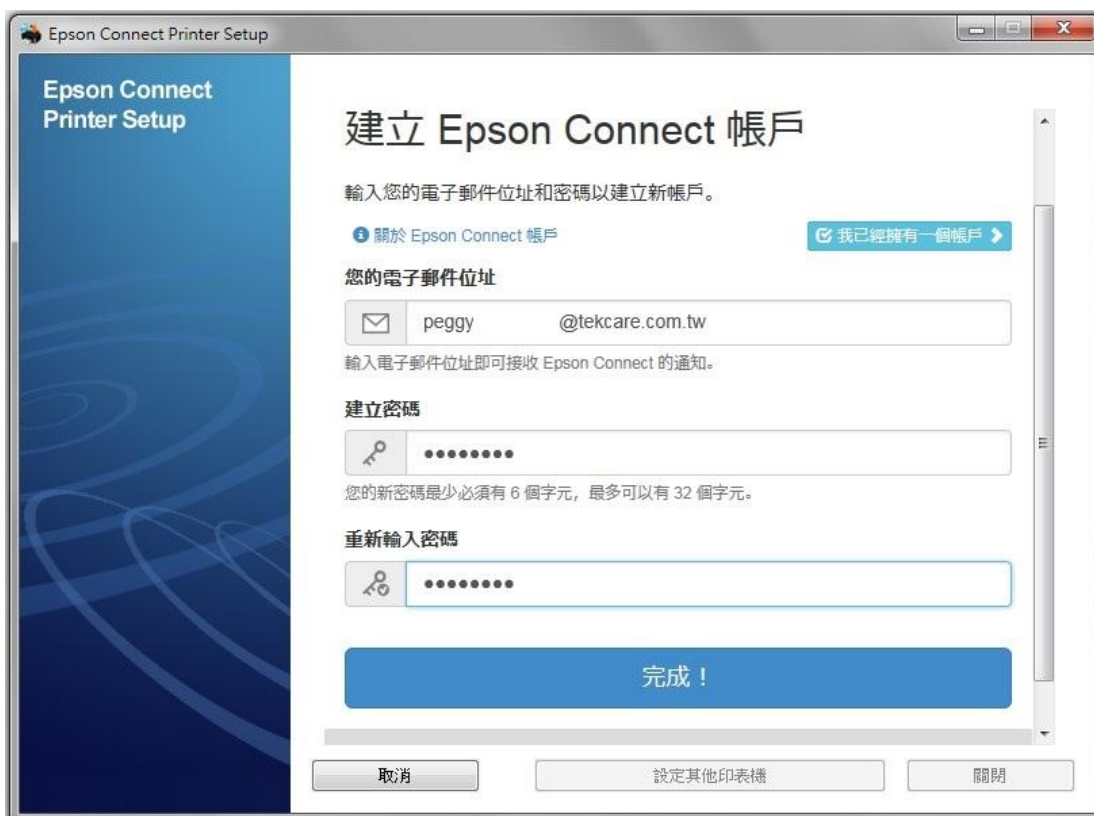 Epson Connect Printer Setup
Epson Connect
Printer Setup
建立 Epson Connect 帳戶
輸入您的電子郵件位址和密碼以建立新帳戶。
關於 Epson Connect 帳戶
我已經擁有一個帳戶
您的電子郵件位址
peggy @tekcare.com.tw
輸入電子郵件位址即可接收 Epson Connect 的通知。
建立密碼
••••••••
您的新密碼最少必須有 6 個字元，最多可以有 32 個字元。
重新輸入密碼
••••••••
完成！
取消
設定其他印表機
關閉